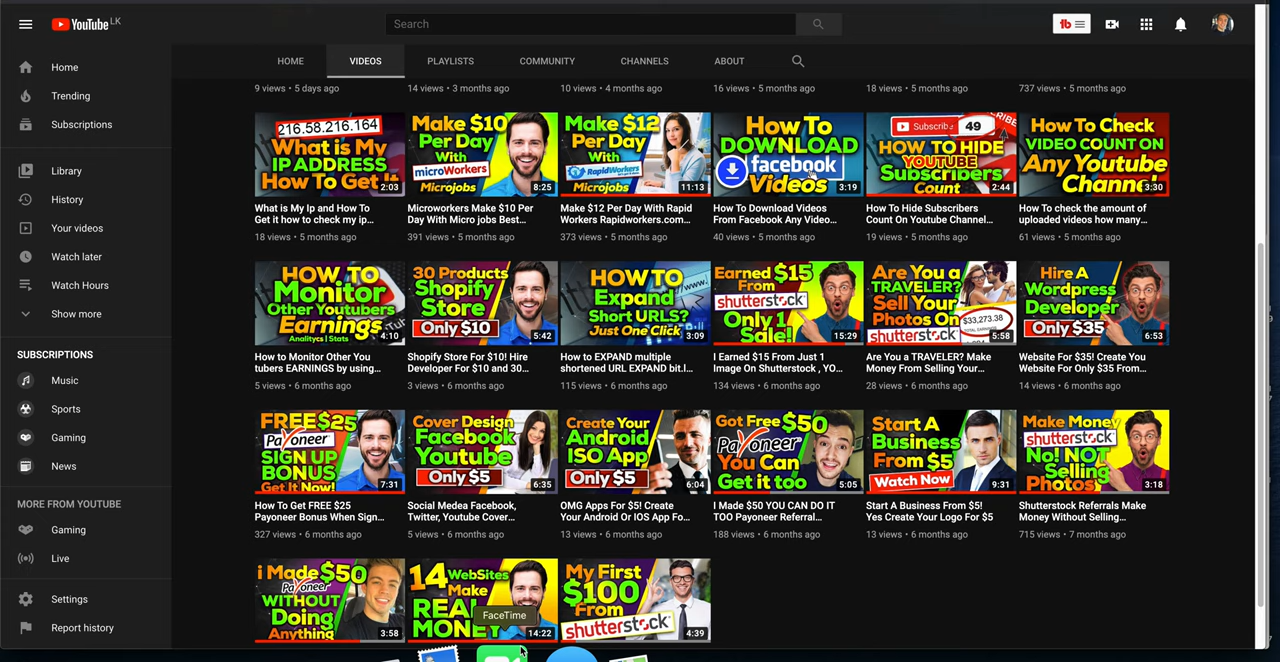 YouTube LK
Search
tb
HOME
VIDEOS
PLAYLISTS
COMMUNITY
CHANNELS
ABOUT
Home
Trending
Subscriptions
Library
History
Your videos
Watch later
Watch Hours
Show more
SUBSCRIPTIONS
Music
Sports
Gaming
News
MORE FROM YOUTUBE
Gaming
Live
Settings
Report history
9 views • 5 days ago
14 views • 3 months ago
10 views • 4 months ago
16 views • 5 months ago
18 views • 5 months ago
737 views • 5 months ago
216.58.216.164
What is My
IP ADDRESS
How To Get It
2:03
What is My Ip and How To
Get it how to check my ip...
18 views • 5 months ago
Make $10
Per Day
With
microWorkers
Microjobs
8:25
Microworkers Make $10 Per
Day With Micro jobs Best...
391 views • 5 months ago
Make $12
Per Day
With
RapidWorkers
Microjobs
11:13
Make $12 Per Day With Rapid
Workers Rapidworkers.com...
373 views • 5 months ago
How To
DOWNLOAD
facebook
Videos
3:19
How To Download Videos
From Facebook Any Video...
40 views • 5 months ago
Subscribe 49
HOW TO HIDE
YOUTUBE
Subscribers
Count
2:44
How To Hide Subscribers
Count On Youtube Channel...
19 views • 5 months ago
How To Check
VIDEO COUNT ON
Any Youtube
Channel
3:30
How To check the amount of
uploaded videos how many...
61 views • 5 months ago
HOW TO
Monitor
Other Youtubers
Earnings
Analitycs | Stats
4:10
How to Monitor Other You
tubers EARNINGS by using...
5 views • 6 months ago
30 Products
Shopify
Store
Only $10
5:42
Shopify Store For $10! Hire
Developer For $10 and 30...
3 views • 6 months ago
HOW TO
Expand
Short URLS?
Just One Click
www.
3:09
How to EXPAND multiple
shortened URL EXPAND bit.l...
115 views • 6 months ago
Earned $15
From
shutterstock
Only 1
Sale!
15:29
I Earned $15 From Just 1
Image On Shutterstock , YO...
134 views • 6 months ago
Are You a
TRAVELER?
Sell Your
Photos On
shutterstock
$33,273.38
5:58
Are You a TRAVELER? Make
Money From Selling Your...
28 views • 6 months ago
Hire A
Wordpress
Developer
Only $35
6:53
Website For $35! Create You
Website For Only $35 From...
14 views • 6 months ago
FREE $25
Payoneer
SIGN UP
BONUS
Get It Now!
7:31
How To Get FREE $25
Payoneer Bonus When Sign...
327 views • 6 months ago
Cover Design
Facebook
Youtube
Only $5
6:35
Social Medea Facebook,
Twitter, Youtube Cover...
5 views • 6 months ago
Create Your
Android
ISO App
Only $5
6:04
OMG Apps For $5! Create
Your Android Or IOS App Fo...
13 views • 6 months ago
Got Free $50
Payoneer
You Can
Get it too
5:05
I Made $50 YOU CAN DO IT
TOO Payoneer Referral...
188 views • 6 months ago
Start A
Business
From $5
Watch Now
9:31
Start A Business From $5!
Yes Create Your Logo For $5
13 views • 6 months ago
Make Money
shutterstock
No! NOT
Selling
Photos
3:18
Shutterstock Referrals Make
Money Without Selling...
715 views • 7 months ago
i Made $50
Payoneer
WITHOUT
Doing
Anything
3:58
14 WebSites
Make
REAL
MONEY
14:22
FaceTime
My First
$100
From
shutterstock
4:39